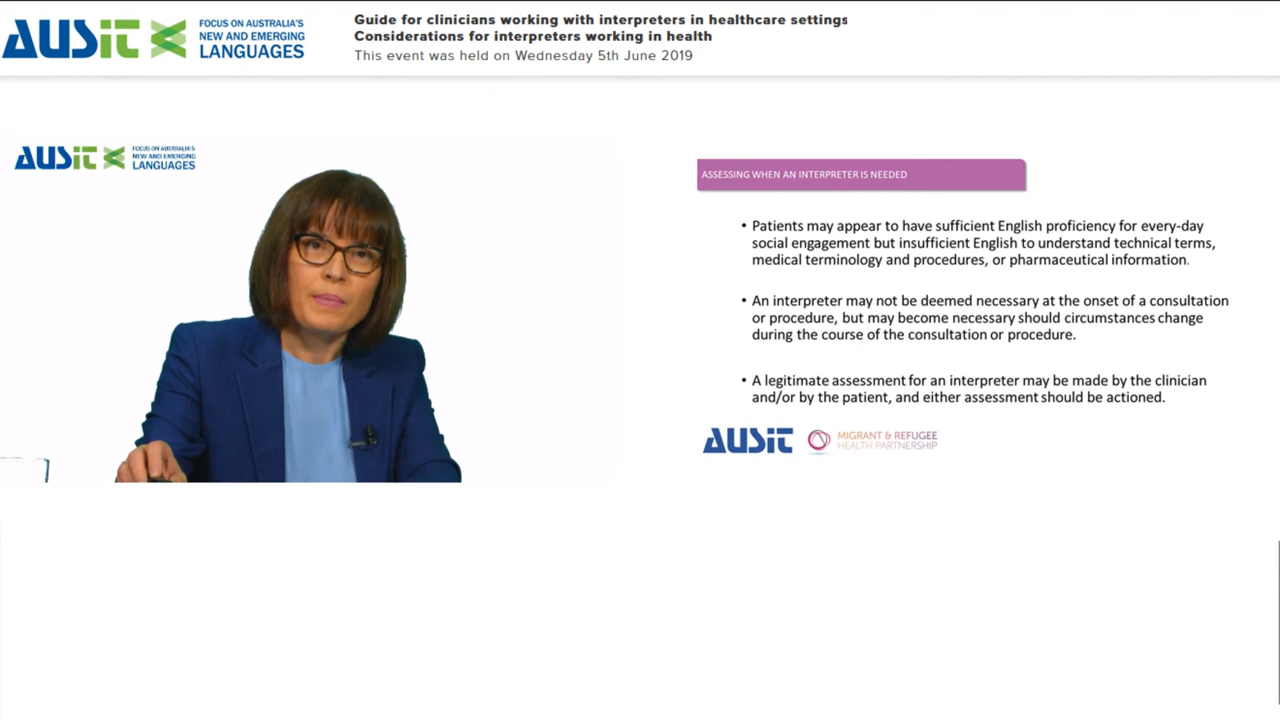 AUSiT
FOCUS ON AUSTRALIA'S
NEW AND EMERGING
LANGUAGES
Guide for clinicians working with interpreters in healthcare settings
Considerations for interpreters working in health
This event was held on Wednesday 5th June 2019
AUSiT
FOCUS ON AUSTRALIA'S
NEW AND EMERGING
LANGUAGES
ASSESSING WHEN AN INTERPRETER IS NEEDED
• Patients may appear to have sufficient English proficiency for every-day
social engagement but insufficient English to understand technical terms,
medical terminology and procedures, or pharmaceutical information.
• An interpreter may not be deemed necessary at the onset of a consultation
or procedure, but may become necessary should circumstances change
during the course of the consultation or procedure.
• A legitimate assessment for an interpreter may be made by the clinician
and/or by the patient, and either assessment should be actioned.
AUSiT
MIGRANT & REFUGEE
HEALTH PARTNERSHIP